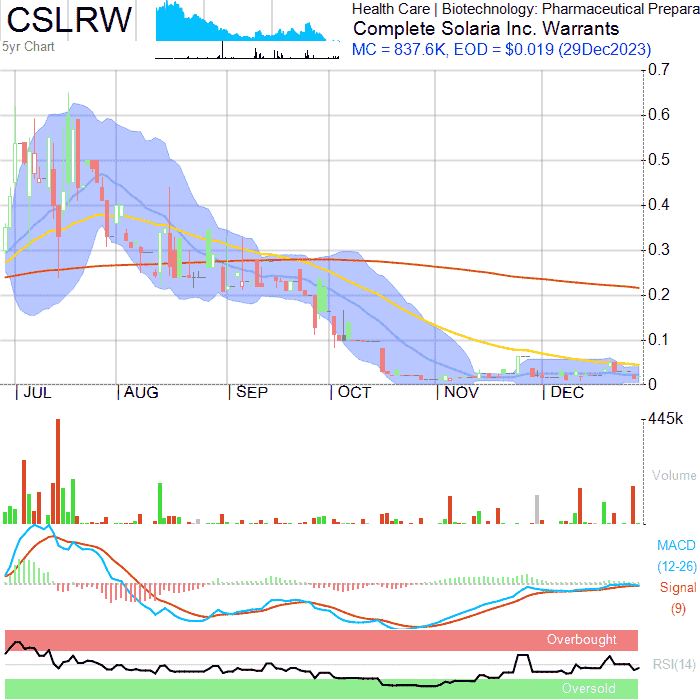 CSLRW
5yr Chart
Health Care | Biotechnology: Pharmaceutical Prepara
Complete Solaria Inc. Warrants
MC = 837.6K, EOD = $0.019 (29Dec2023)
0.7
0.6
0.5
0.4
0.3
0.2
0.1
0
JUL AUG SEP OCT NOV DEC
445k
Volume
MACD
(12-26)
Signal
(9)
Overbought
RSI(14)
Oversold